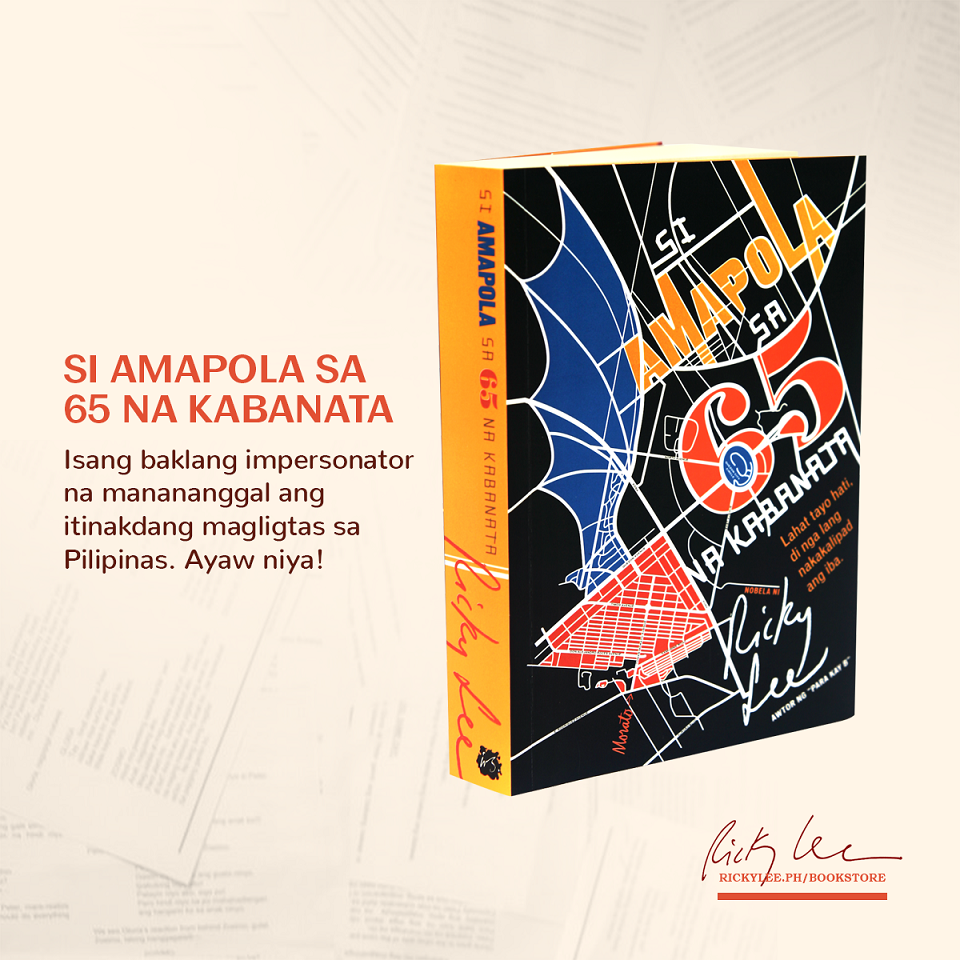 SI AMAPOLA SA
65 NA KABANATA
Isang baklang impersonator
na manananggal ang
itinakdang magligtas sa
Pilipinas. Ayaw niya!
SI AMAPOLA SA 65 NA KABANATA
Ricky Lee
SI
AMAPOLA
SA
65
NA KABANATA
Lahat tayo hati,
di nga lang
nakakalipad
ang iba.
NOBELA NI
Ricky
Lee
AWTOR NG "PARA KAY B"
Morato
Ricky Lee
RICKYLEE.PH/BOOKSTORE